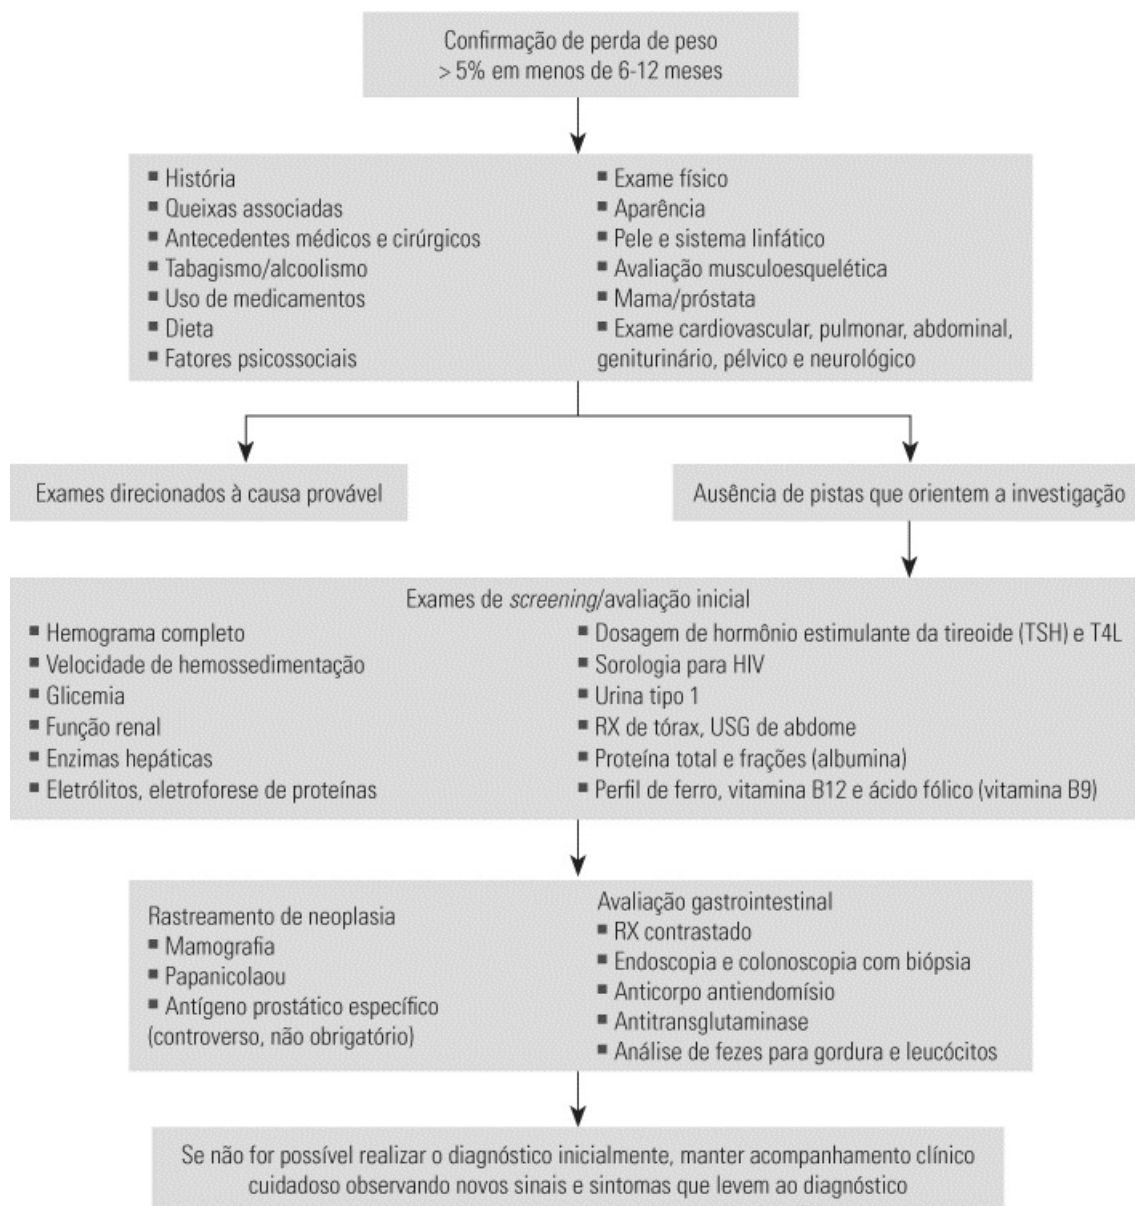 Confirmação de perda de peso
> 5% em menos de 6-12 meses
■ História
■ Queixas associadas
■ Antecedentes médicos e cirúrgicos
■ Tabagismo/alcoolismo
■ Uso de medicamentos
■ Dieta
■ Fatores psicossociais
■ Exame físico
■ Aparência
■ Pele e sistema linfático
■ Avaliação musculoesquelética
■ Mama/próstata
■ Exame cardiovascular, pulmonar, abdominal,
geniturinário, pélvico e neurológico
Exames direcionados à causa provável
Ausência de pistas que orientem a investigação
Exames de screening/avaliação inicial
■ Hemograma completo
■ Velocidade de hemossedimentação
■ Glicemia
■ Função renal
■ Enzimas hepáticas
■ Eletrólitos, eletroforese de proteínas
■ Dosagem de hormônio estimulante da tireoide (TSH) e T4L
■ Sorologia para HIV
■ Urina tipo 1
■ RX de tórax, USG de abdome
■ Proteína total e frações (albumina)
■ Perfil de ferro, vitamina B12 e ácido fólico (vitamina B9)
Rastreamento de neoplasia
■ Mamografia
■ Papanicolaou
■ Antígeno prostático específico
(controverso, não obrigatório)
Avaliação gastrointestinal
■ RX contrastado
■ Endoscopia e colonoscopia com biópsia
■ Anticorpo antiendomísio
■ Antitransglutaminase
■ Análise de fezes para gordura e leucócitos
Se não for possível realizar o diagnóstico inicialmente, manter acompanhamento clínico
cuidadoso observando novos sinais e sintomas que levem ao diagnóstico